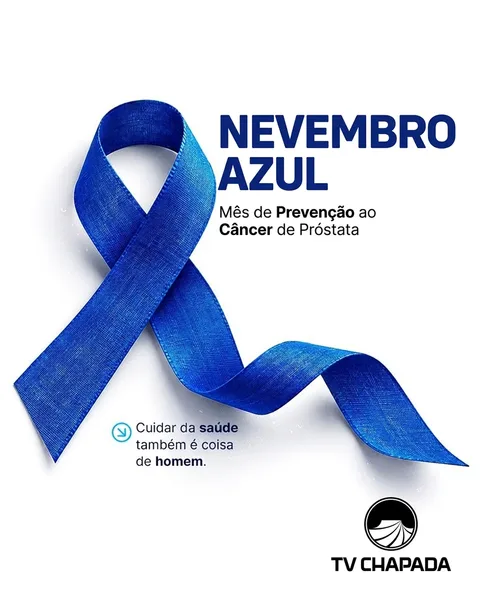 NEVEMBRO
AZUL
Mês de Prevenção ao
Câncer de Próstata
Cuidar da saúde
também é coisa
de homem.
TV CHAPADA